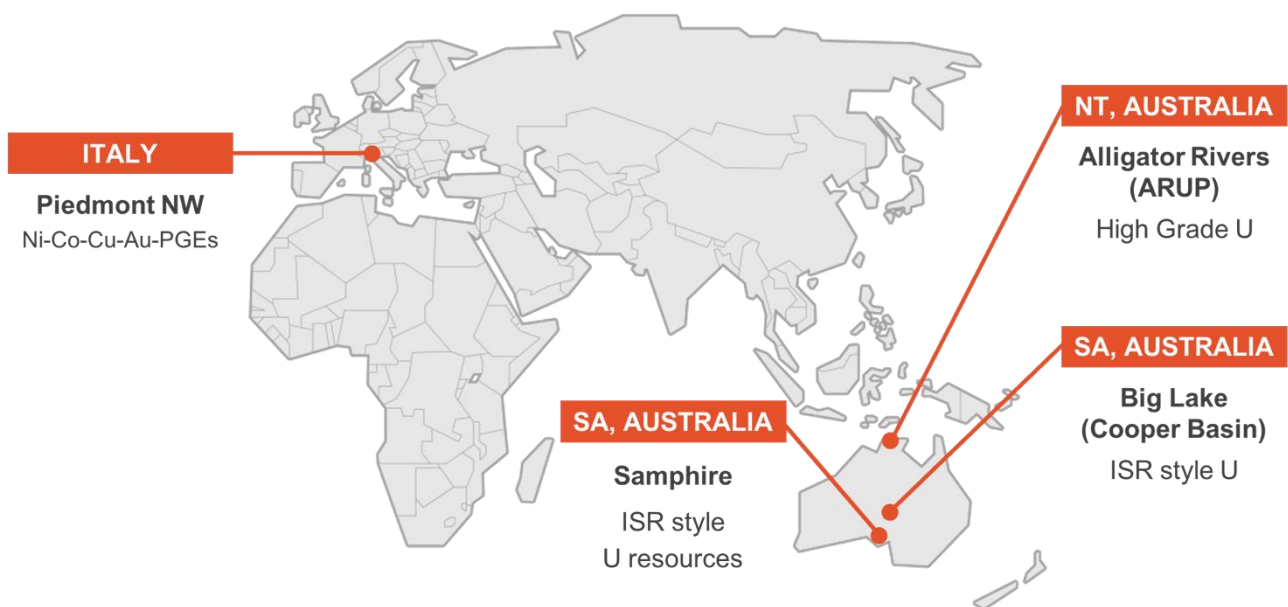 ITALY
Piedmont NW
Ni-Co-Cu-Au-PGEs
NT, AUSTRALIA
Alligator Rivers
(ARUP)
High Grade U
SA, AUSTRALIA
Big Lake
(Cooper Basin)
ISR style U
SA, AUSTRALIA
Samphire
ISR style
U resources